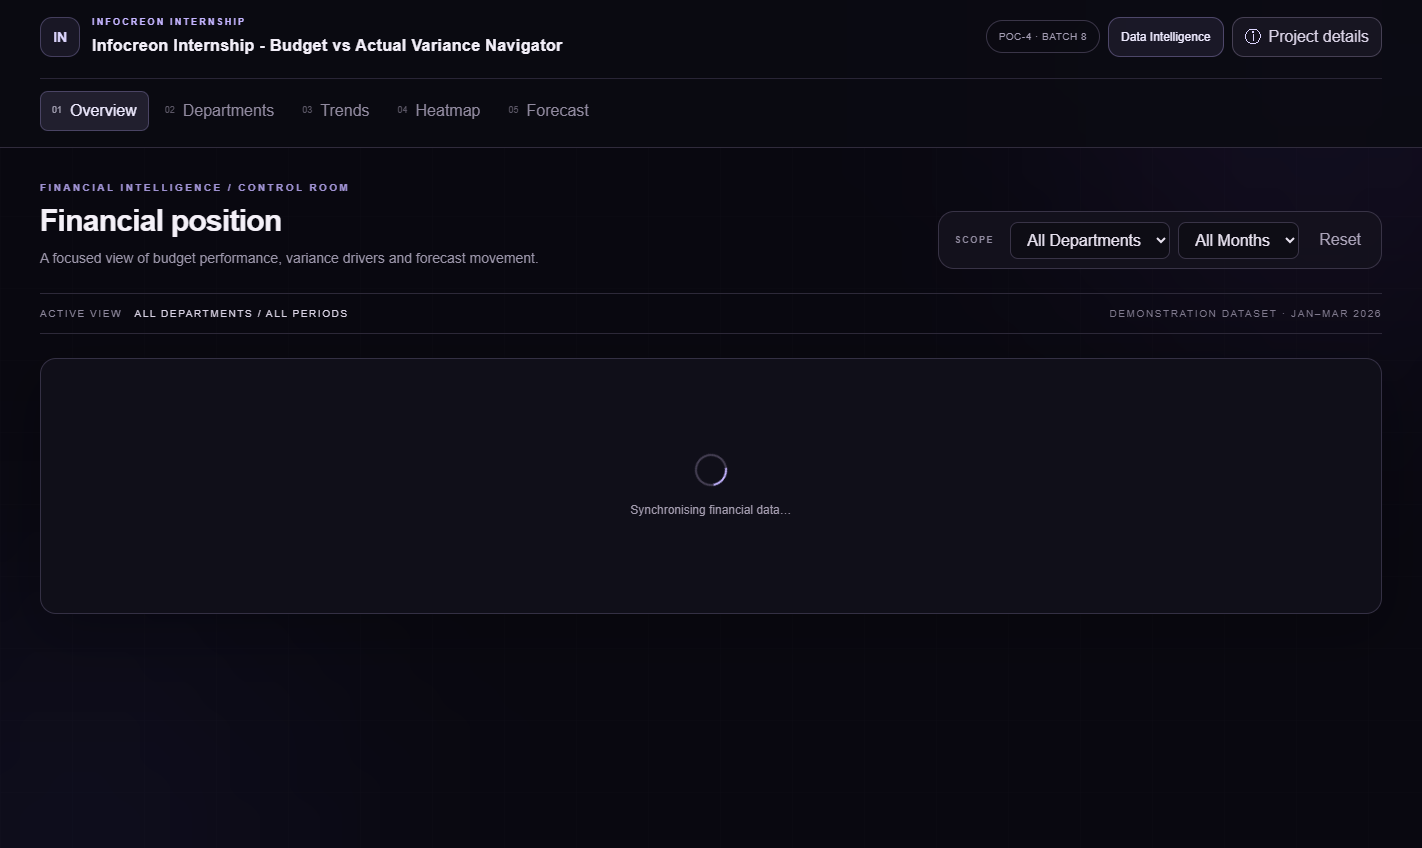 IN
INFOCREON INTERNSHIP
Infocreon Internship - Budget vs Actual Variance Navigator
POC-4 · BATCH 8
Data Intelligence
ⓘ Project details
01 Overview
02 Departments
03 Trends
04 Heatmap
05 Forecast
FINANCIAL INTELLIGENCE / CONTROL ROOM
Financial position
A focused view of budget performance, variance drivers and forecast movement.
SCOPE
All Departments
All Months
Reset
ACTIVE VIEW ALL DEPARTMENTS / ALL PERIODS
DEMONSTRATION DATASET · JAN–MAR 2026
Synchronising financial data…